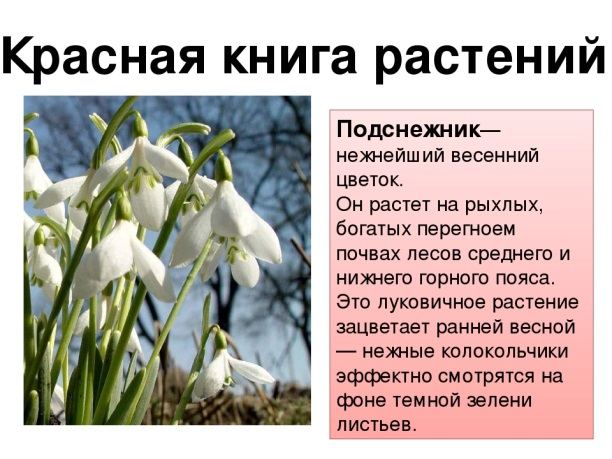 Красная книга растений
Подснежник—
нежнейший весенний
цветок.
Он растет на рыхлых,
богатых перегноем
почвах лесов среднего и
нижнего горного пояса.
Это луковичное растение
зацветает ранней весной
— нежные колокольчики
эффектно смотрятся на
фоне темной зелени
листьев.